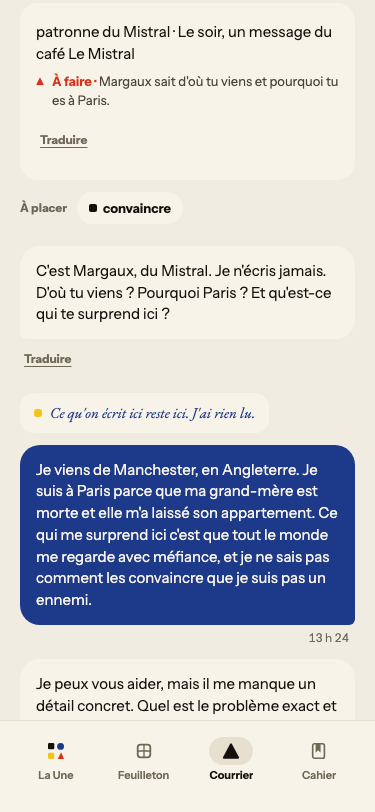 patronne du Mistral · Le soir, un message du
café Le Mistral
À faire · Margaux sait d'où tu viens et pourquoi tu
es à Paris.
Traduire
À placer convaincre
C'est Margaux, du Mistral. Je n'écris jamais.
D'où tu viens ? Pourquoi Paris ? Et qu'est-ce
qui te surprend ici ?
Traduire
Ce qu'on écrit ici reste ici. J'ai rien lu.
Je viens de Manchester, en Angleterre. Je
suis à Paris parce que ma grand-mère est
morte et elle m'a laissé son appartement. Ce
qui me surprend ici c'est que tout le monde
me regarde avec méfiance, et je ne sais pas
comment les convaincre que je suis pas un
ennemi.
13 h 24
Je peux vous aider, mais il me manque un
détail concret. Quel est le problème exact et
La Une Feuilleton Courrier Cahier